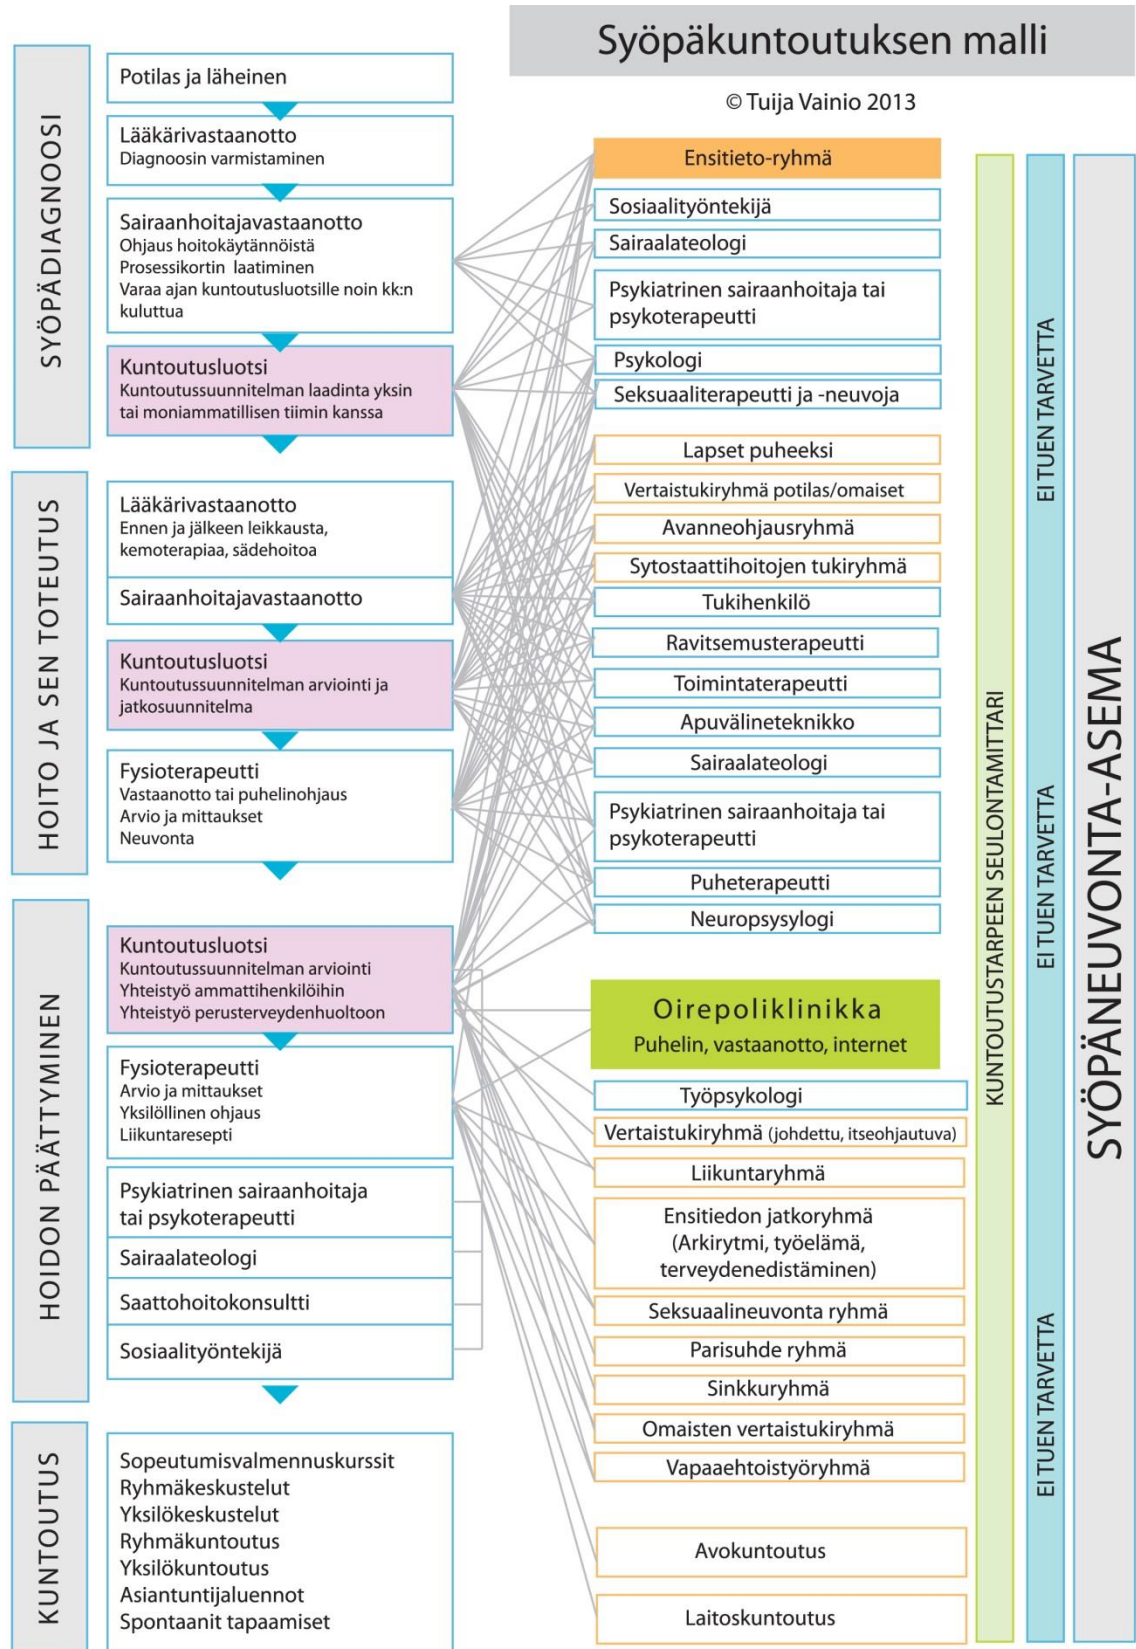 Syöpäkuntoutuksen malli
© Tuija Vainio 2013
SYÖPÄDIAGNOOSI
Potilas ja läheinen
Lääkärivastaanotto
Diagnoosin varmistaminen
Sairaanhoitajavastaanotto
Ohjaus hoitokäytännöistä
Prosessikortin laatiminen
Varaa ajan kuntoutusluotsille noin kk:n
kuluttua
Kuntoutusluotsi
Kuntoutussuunnitelman laadinta yksin
tai moniammatillisen tiimin kanssa
HOITO JA SEN TOTEUTUS
Lääkärivastaanotto
Ennen ja jälkeen leikkausta,
kemoterapiaa, sädehoitoa
Sairaanhoitajavastaanotto
Kuntoutusluotsi
Kuntoutussuunnitelman arviointi ja
jatkosuunnitelma
Fysioterapeutti
Vastaanotto tai puhelinohjaus
Arvio ja mittaukset
Neuvonta
HOIDON PÄÄTTYMINEN
Kuntoutusluotsi
Kuntoutussuunnitelman arviointi
Yhteistyö ammattihenkilöihin
Yhteistyö perusterveydenhuoltoon
Fysioterapeutti
Arvio ja mittaukset
Yksilöllinen ohjaus
Liikuntaresepti
Psykiatrinen sairaanhoitaja
tai psykoterapeutti
Sairaalateologi
Saattohoitokonsultti
Sosiaalityöntekijä
KUNTOUTUS
Sopeutumisvalmennuskurssit
Ryhmäkeskustelut
Yksilökeskustelut
Ryhmäkuntoutus
Yksilökuntoutus
Asiantuntijaluennot
Spontaanit tapaamiset
Ensitieto-ryhmä
Sosiaalityöntekijä
Sairaalateologi
Psykiatrinen sairaanhoitaja tai
psykoterapeutti
Psykologi
Seksuaaliterapeutti ja -neuvoja
Lapset puheeksi
Vertaistukiryhmä potilas/omaiset
Avanneohjausryhmä
Sytostaattihoitojen tukiryhmä
Tukihenkilö
Ravitsemusterapeutti
Toimintaterapeutti
Apuvälineteknikko
Sairaalateologi
Psykiatrinen sairaanhoitaja tai
psykoterapeutti
Puheterapeutti
Neuropsysylogi
Oirepoliklinikka
Puhelin, vastaanotto, internet
Työpsykologi
Vertaistukiryhmä (johdettu, itseohjautuva)
Liikuntaryhmä
Ensitiedon jatkoryhmä
(Arkirytmi, työelämä,
terveydenedistäminen)
Seksuaalineuvonta ryhmä
Parisuhde ryhmä
Sinkkuryhmä
Omaisten vertaistukiryhmä
Vapaaehtoistyöryhmä
Avokuntoutus
Laitoskuntoutus
KUNTOUTUSTARPEEN SEULONTAMITTARI
EI TUEN TARVETTA
EI TUEN TARVETTA
EI TUEN TARVETTA
SYÖPÄNEUVONTA-ASEMA